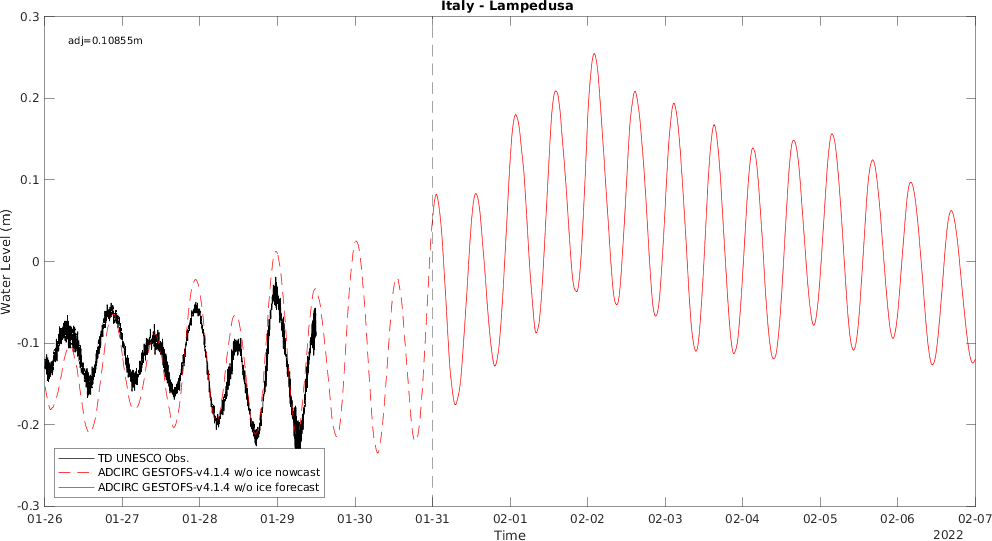 Italy - Lampedusa
adj=0.10855m
0.3
0.2
0.1
0
-0.1
-0.2
-0.3
Water Level (m)
TD UNESCO Obs.
ADCIRC GESTOFS-v4.1.4 w/o ice nowcast
ADCIRC GESTOFS-v4.1.4 w/o ice forecast
01-26 01-27 01-28 01-29 01-30 01-31 02-01 02-02 02-03 02-04 02-05 02-06 02-07
Time
2022